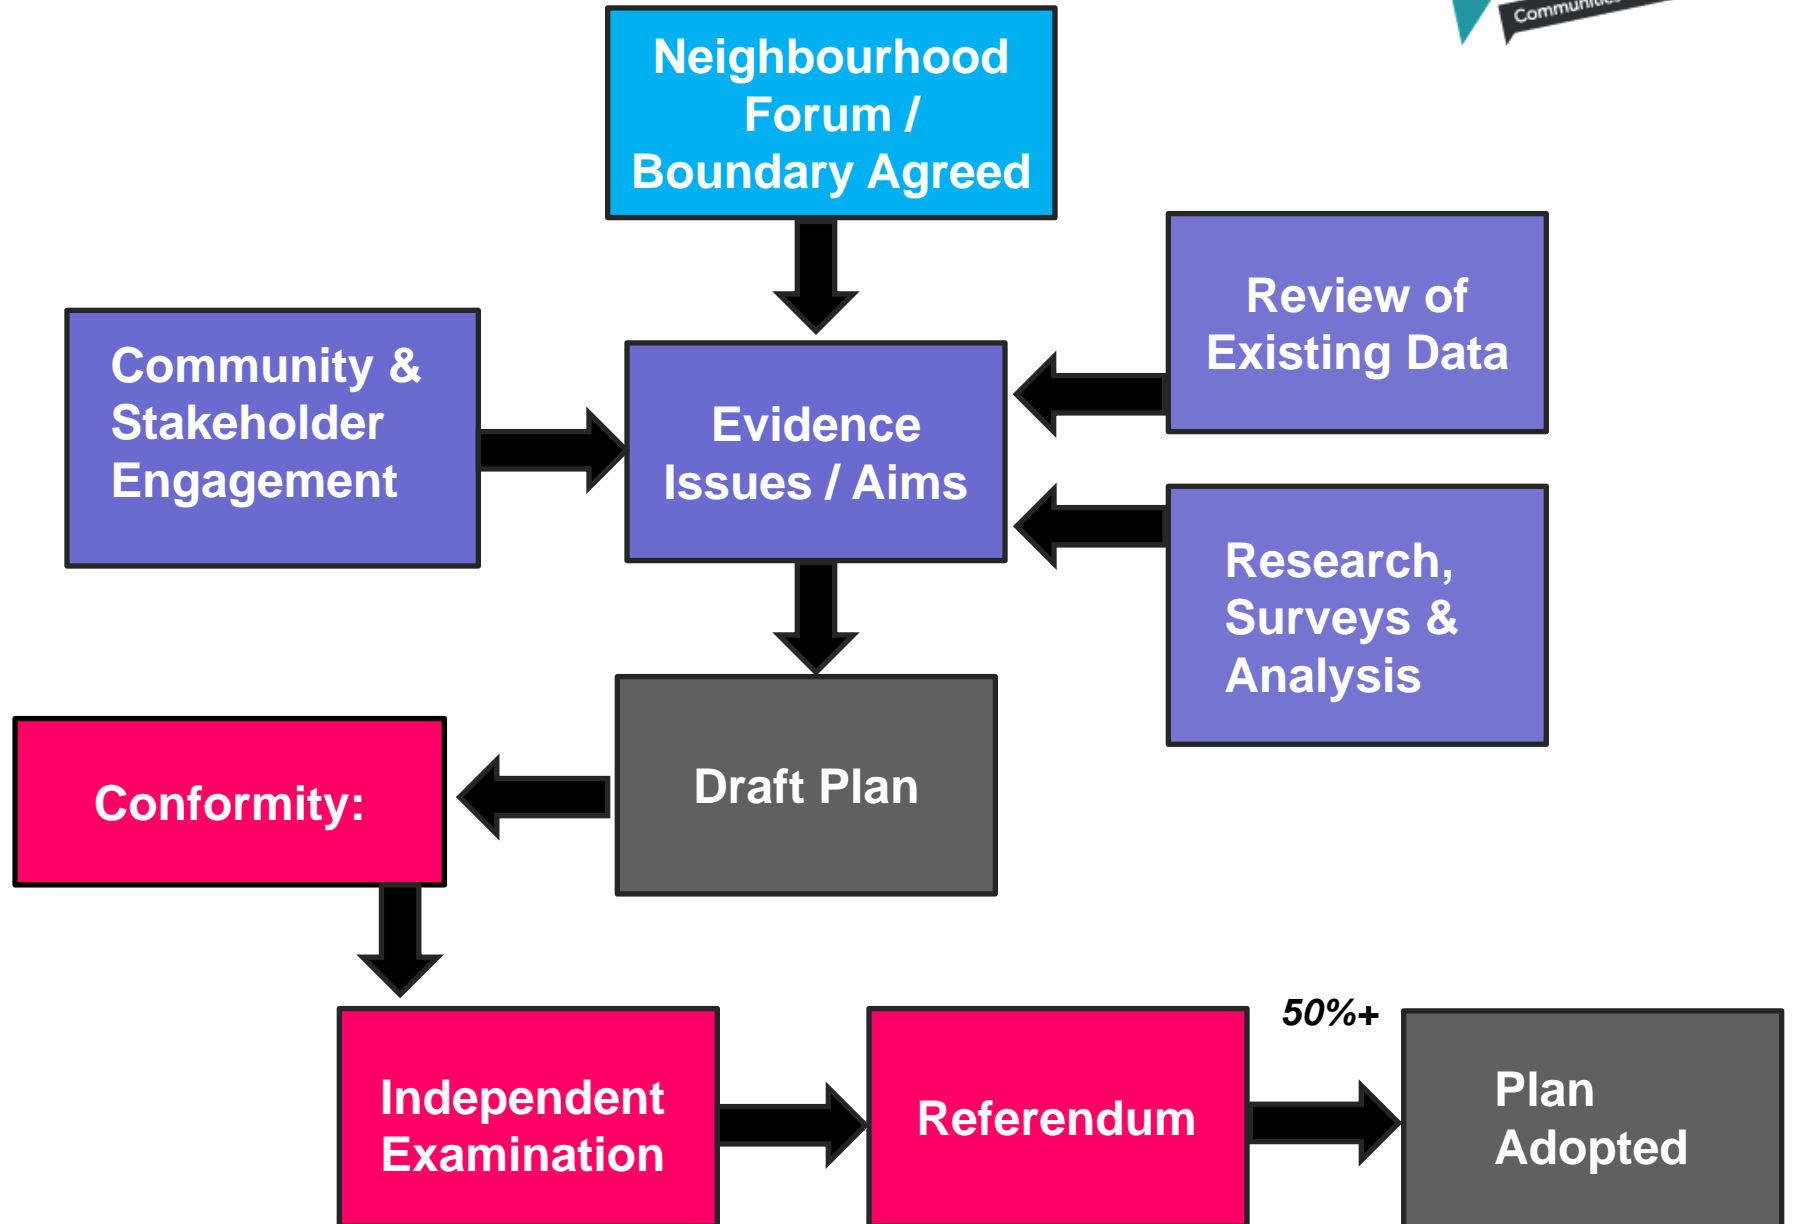 Communities
Neighbourhood
Forum /
Boundary Agreed
Review of
Existing Data
Community &
Stakeholder
Engagement
Evidence
Issues / Aims
Research,
Surveys &
Analysis
Draft Plan
Conformity:
50%+
Independent
Examination
Referendum
Plan
Adopted